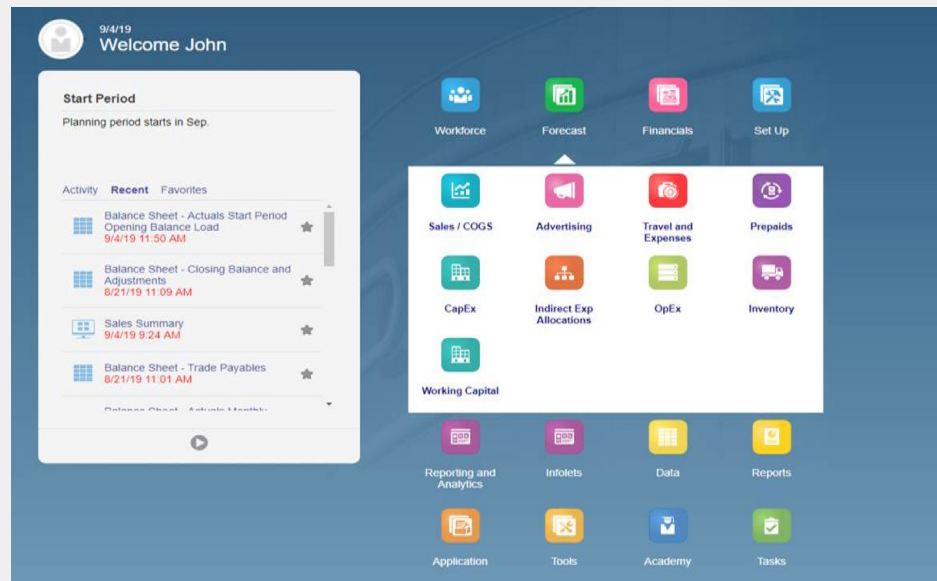 9/4/19
Welcome John
Start Period
Planning period starts in Sep.
Activity Recent Favorites
Balance Sheet - Actuals Start Period
Opening Balance Load
9/4/19 11:50 AM
Balance Sheet - Closing Balance and
Adjustments
8/21/19 11:09 AM
Sales Summary
9/4/19 9:24 AM
Balance Sheet - Trade Payables
8/21/19 11:01 AM
Balance Sheet - Actuals Monthly
Workforce
Forecast
Financials
Set Up
Sales / COGS
Advertising
Travel and
Expenses
Prepaids
CapEx
Indirect Exp
Allocations
OpEx
Inventory
Working Capital
Reporting and
Analytics
Infolets
Data
Reports
Application
Tools
Academy
Tasks